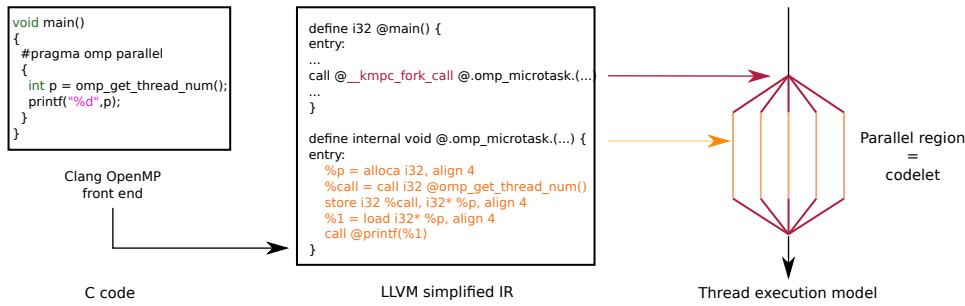 void main()
{
#pragma omp parallel
{
int p = omp_get_thread_num();
printf("%d",p);
}
}
Clang OpenMP
front end
C code
define i32 @main() {
entry:
...
call @__kmpc_fork_call @.omp_microtask.(...)
...
}
define internal void @.omp_microtask.(...) {
entry:
%p = alloca i32, align 4
%call = call i32 @omp_get_thread_num()
store i32 %call, i32* %p, align 4
%1 = load i32* %p, align 4
call @printf(%1)
}
LLVM simplified IR
Parallel region
=
codelet
Thread execution model